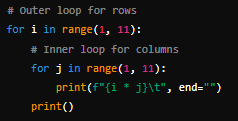 # Outer loop for rows
for i in range(1, 11):
    # Inner loop for columns
    for j in range(1, 11):
        print(f"{i * j}\t", end="")
    print()